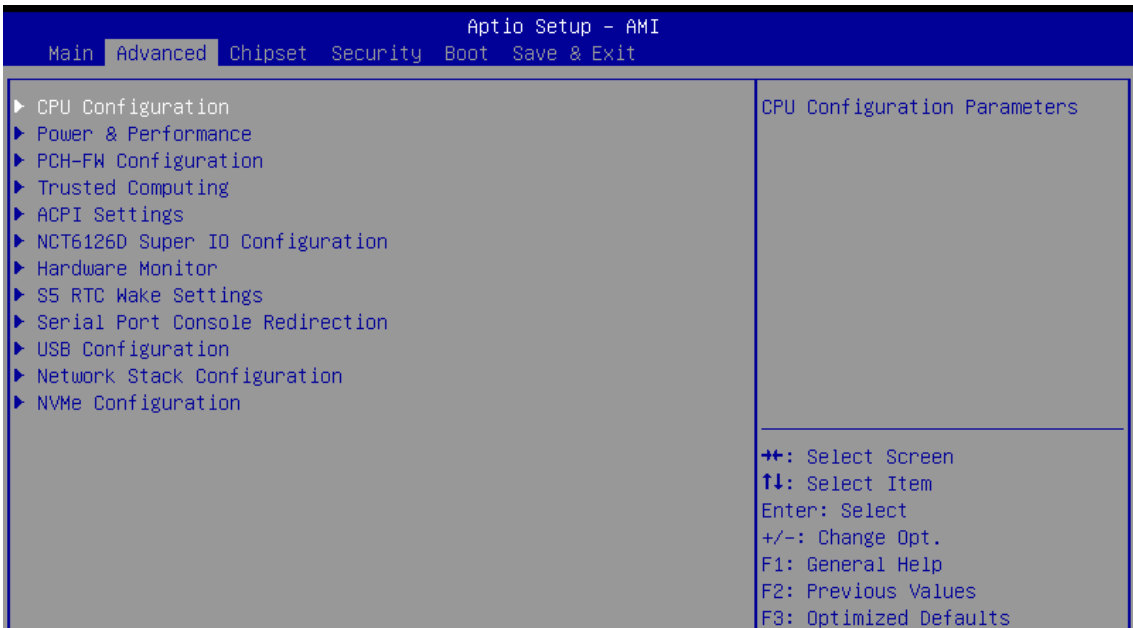 Aptio Setup – AMI
Main Advanced Chipset Security Boot Save & Exit
CPU Configuration
Power & Performance
PCH-FW Configuration
Trusted Computing
ACPI Settings
NCT6126D Super IO Configuration
Hardware Monitor
S5 RTC Wake Settings
Serial Port Console Redirection
USB Configuration
Network Stack Configuration
NVMe Configuration
CPU Configuration Parameters
→←: Select Screen
↑↓: Select Item
Enter: Select
+/-: Change Opt.
F1: General Help
F2: Previous Values
F3: Optimized Defaults